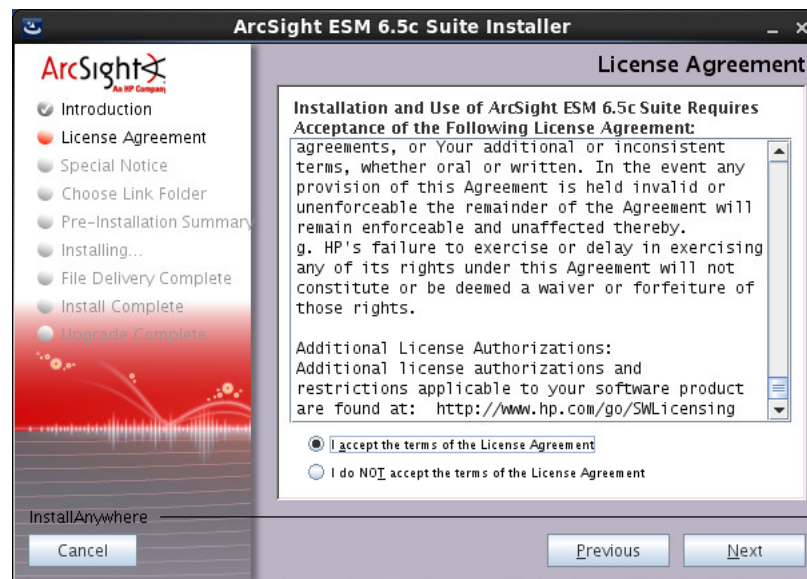 ArcSight ESM 6.5c Suite Installer
ArcSight
An HP Company
Introduction
License Agreement
Special Notice
Choose Link Folder
Pre-Installation Summary
Installing...
File Delivery Complete
Install Complete
Upgrade Complete
License Agreement
Installation and Use of ArcSight ESM 6.5c Suite Requires
Acceptance of the Following License Agreement:
agreements, or Your additional or inconsistent
terms, whether oral or written. In the event any
provision of this Agreement is held invalid or
unenforceable the remainder of the Agreement will
remain enforceable and unaffected thereby.
g. HP's failure to exercise or delay in exercising
any of its rights under this Agreement will not
constitute or be deemed a waiver or forfeiture of
those rights.
Additional License Authorizations:
Additional license authorizations and
restrictions applicable to your software product
are found at:  http://www.hp.com/go/SWLicensing
I accept the terms of the License Agreement
I do NOT accept the terms of the License Agreement
InstallAnywhere
Cancel
Previous
Next